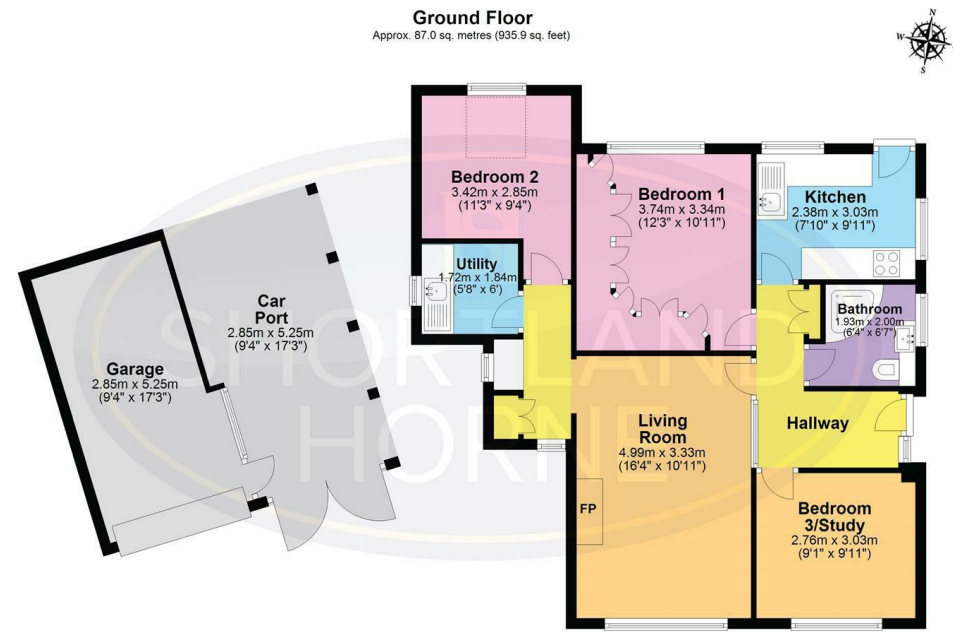 Ground Floor
Approx. 87.0 sq. metres (935.9 sq. feet)
N
W
S
Bedroom 2
3.42m x 2.85m
(11'3" x 9'4")
Bedroom 1
3.74m x 3.34m
(12'3" x 10'11")
Kitchen
2.38m x 3.03m
(7'10" x 9'11")
Utility
1.72m x 1.84m
(5'8" x 6')
Car
Port
2.85m x 5.25m
(9'4" x 17'3")
Bathroom
1.93m x 2.00m
(6'4" x 6'7")
Garage
2.85m x 5.25m
(9'4" x 17'3")
SHORTLAND
HORNE
Living
Room
4.99m x 3.33m
(16'4" x 10'11")
Hallway
FP
Bedroom
3/Study
2.76m x 3.03m
(9'1" x 9'11")